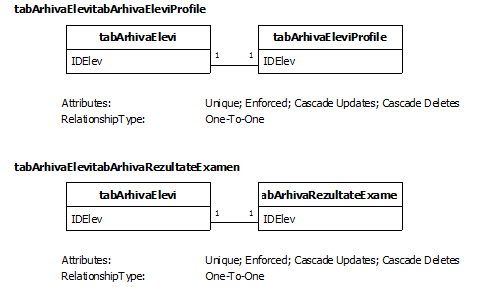 tabArhivaElevitabArhivaEleviProfile
tabArhivaElevi 1 1 tabArhivaEleviProfile
IDElev IDElev
Attributes: Unique; Enforced; Cascade Updates; Cascade Deletes
RelationshipType: One-To-One
tabArhivaElevitabArhivaRezultateExamen
tabArhivaElevi 1 1 abArhivaRezultateExame
IDElev IDElev
Attributes: Unique; Enforced; Cascade Updates; Cascade Deletes
RelationshipType: One-To-One